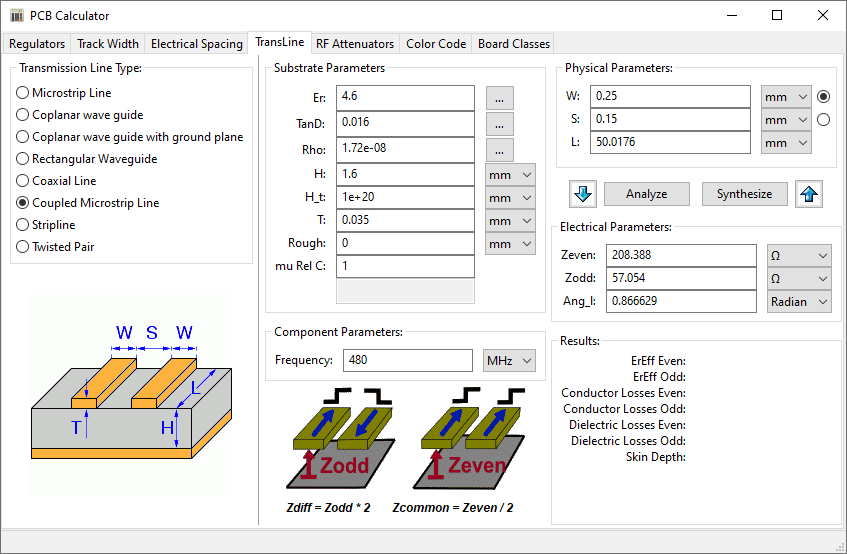 PCB Calculator
Regulators Track Width Electrical Spacing TransLine RF Attenuators Color Code Board Classes
Transmission Line Type:
Microstrip Line
Coplanar wave guide
Coplanar wave guide with ground plane
Rectangular Waveguide
Coaxial Line
Coupled Microstrip Line
Stripline
Twisted Pair
W S W
L
T H
Substrate Parameters
Er: 4.6 ...
TanD: 0.016 ...
Rho: 1.72e-08 ...
H: 1.6 mm
H_t: 1e+20 mm
T: 0.035 mm
Rough: 0 mm
mu Rel C: 1
Component Parameters:
Frequency: 480 MHz
Zodd Zeven
Zdiff = Zodd * 2 Zcommon = Zeven / 2
Physical Parameters:
W: 0.25 mm
S: 0.15 mm
L: 50.0176 mm
Analyze Synthesize
Electrical Parameters:
Zeven: 208.388 Ω
Zodd: 57.054 Ω
Ang_l: 0.866629 Radian
Results:
ErEff Even:
ErEff Odd:
Conductor Losses Even:
Conductor Losses Odd:
Dielectric Losses Even:
Dielectric Losses Odd:
Skin Depth: